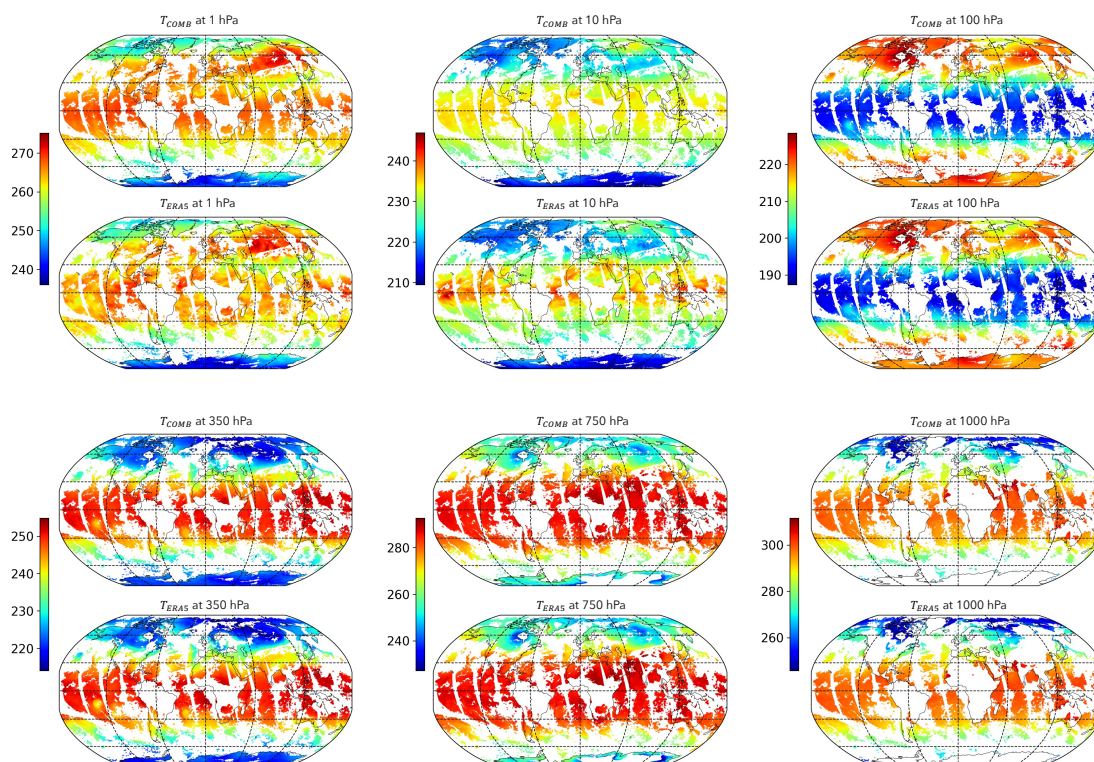 T_COMB at 1 hPa
T_COMB at 10 hPa
T_COMB at 100 hPa
270
260
250
240
240
230
220
210
220
210
200
190
T_ERA5 at 1 hPa
T_ERA5 at 10 hPa
T_ERA5 at 100 hPa
T_COMB at 350 hPa
T_COMB at 750 hPa
T_COMB at 1000 hPa
250
240
230
220
280
260
240
300
280
260
T_ERA5 at 350 hPa
T_ERA5 at 750 hPa
T_ERA5 at 1000 hPa